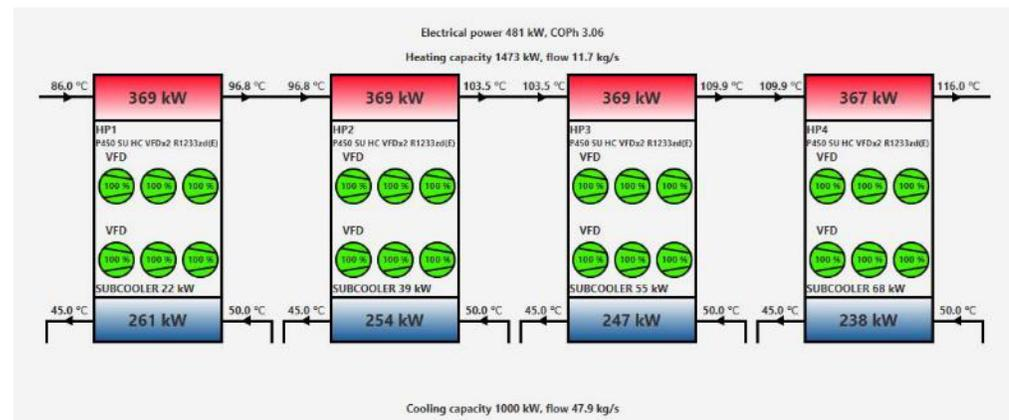 Electrical power 481 kW, COPh 3.06
Heating capacity 1473 kW, flow 11.7 kg/s
86.0 °C 96.8 °C 96.8 °C 103.5 °C 103.5 °C 109.9 °C 109.9 °C 116.0 °C
369 kW 369 kW 369 kW 367 kW
HP1 HP2 HP3 HP4
P450 SU HC VFDx2 R1233zd(E) P450 SU HC VFDx2 R1233zd(E) P450 SU HC VFDx2 R1233zd(E) P450 SU HC VFDx2 R1233zd(E)
VFD VFD VFD VFD
100 % 100 % 100 % 100 % 100 % 100 % 100 % 100 % 100 % 100 % 100 % 100 %
VFD VFD VFD VFD
100 % 100 % 100 % 100 % 100 % 100 % 100 % 100 % 100 % 100 % 100 % 100 %
SUBCOOLER 22 kW SUBCOOLER 39 kW SUBCOOLER 55 kW SUBCOOLER 68 kW
45.0 °C 50.0 °C 45.0 °C 50.0 °C 45.0 °C 50.0 °C 45.0 °C 50.0 °C
261 kW 254 kW 247 kW 238 kW
Cooling capacity 1000 kW, flow 47.9 kg/s